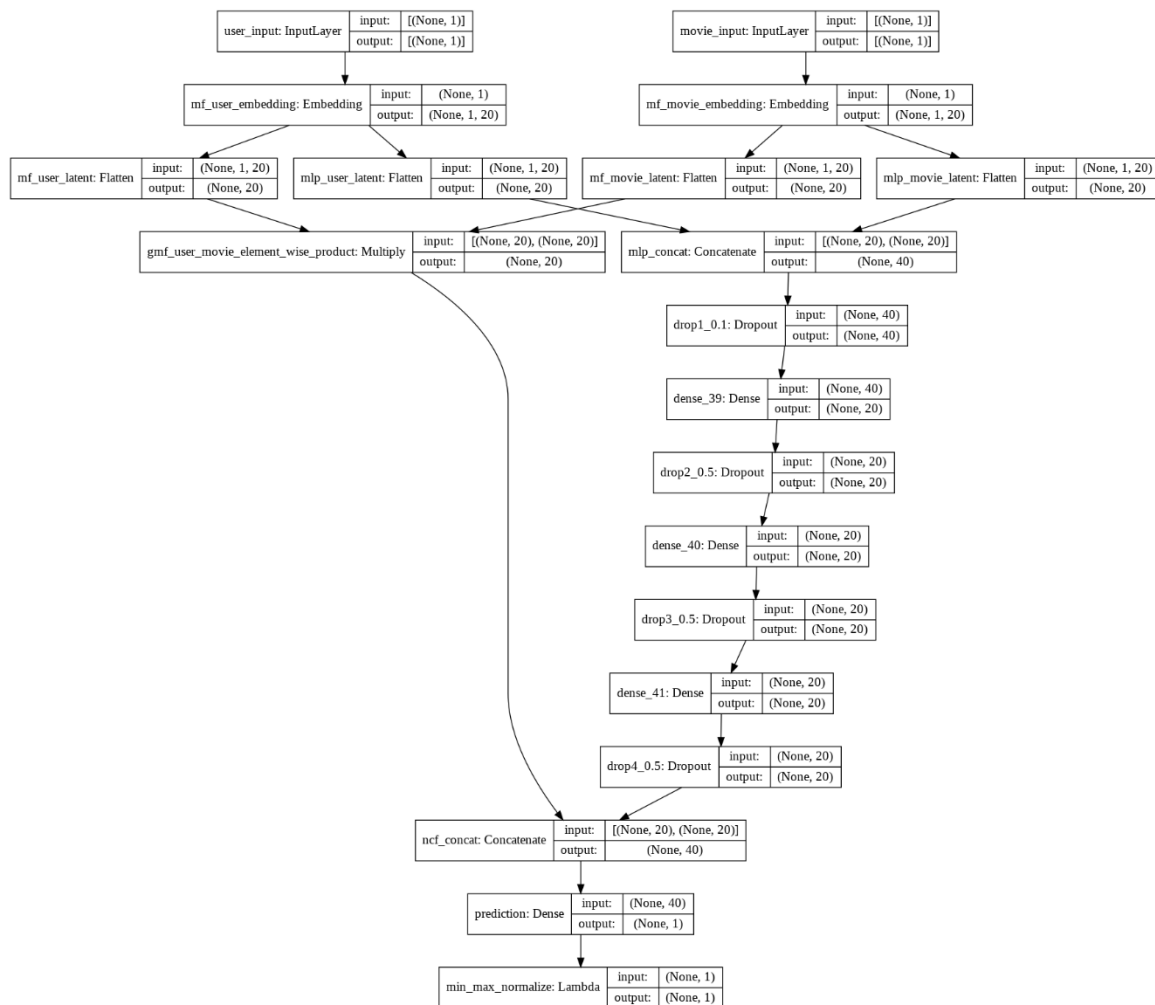 user_input: InputLayer
input: [(None, 1)]
output: [(None, 1)]
movie_input: InputLayer
input: [(None, 1)]
output: [(None, 1)]
mf_user_embedding: Embedding
input: (None, 1)
output: (None, 1, 20)
mf_movie_embedding: Embedding
input: (None, 1)
output: (None, 1, 20)
mf_user_latent: Flatten
input: (None, 1, 20)
output: (None, 20)
mlp_user_latent: Flatten
input: (None, 1, 20)
output: (None, 20)
mf_movie_latent: Flatten
input: (None, 1, 20)
output: (None, 20)
mlp_movie_latent: Flatten
input: (None, 1, 20)
output: (None, 20)
gmf_user_movie_element_wise_product: Multiply
input: [(None, 20), (None, 20)]
output: (None, 20)
mlp_concat: Concatenate
input: [(None, 20), (None, 20)]
output: (None, 40)
drop1_0.1: Dropout
input: (None, 40)
output: (None, 40)
dense_39: Dense
input: (None, 40)
output: (None, 20)
drop2_0.5: Dropout
input: (None, 20)
output: (None, 20)
dense_40: Dense
input: (None, 20)
output: (None, 20)
drop3_0.5: Dropout
input: (None, 20)
output: (None, 20)
dense_41: Dense
input: (None, 20)
output: (None, 20)
drop4_0.5: Dropout
input: (None, 20)
output: (None, 20)
ncf_concat: Concatenate
input: [(None, 20), (None, 20)]
output: (None, 40)
prediction: Dense
input: (None, 40)
output: (None, 1)
min_max_normalize: Lambda
input: (None, 1)
output: (None, 1)